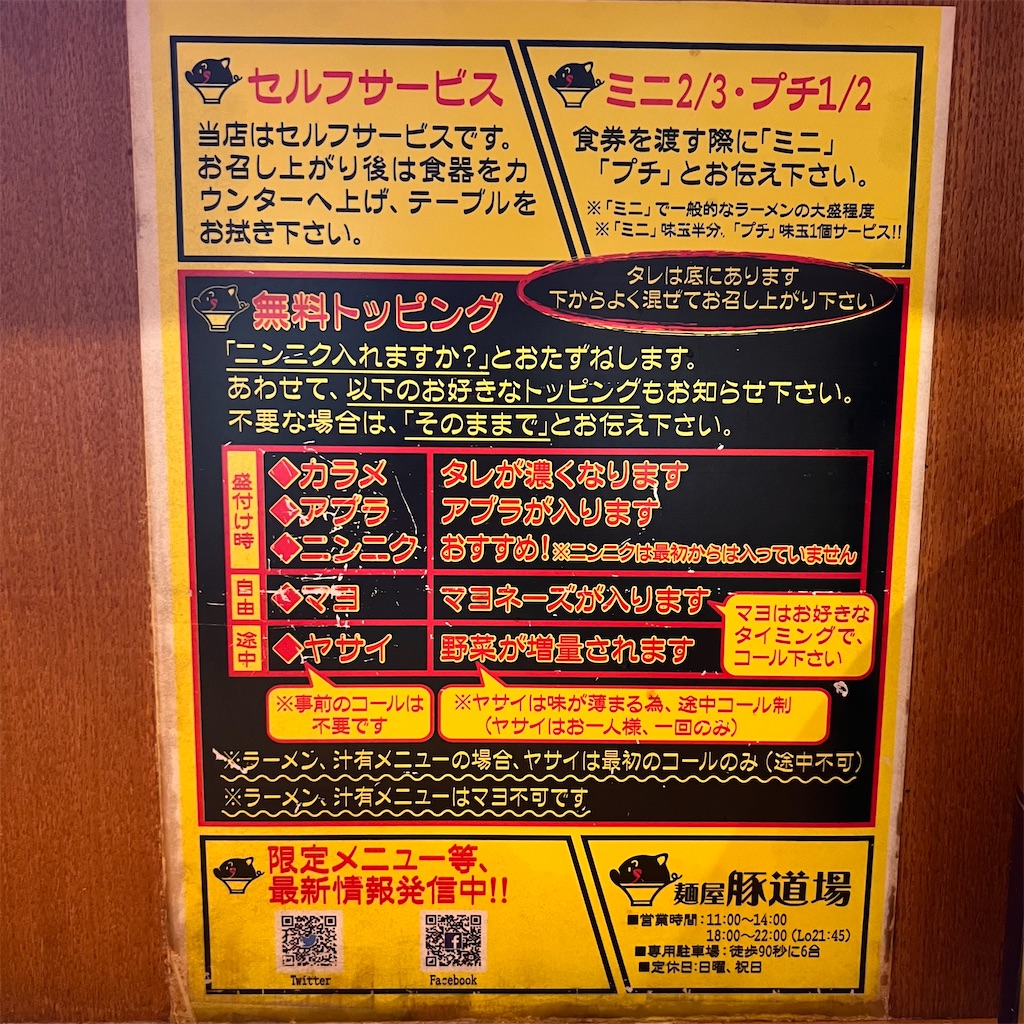 セルフサービス
当店はセルフサービスです。
お召し上がり後は食器をカ
ウンターへ上げ、テーブルを
お拭き下さい。
ミニ2/3・プチ1/2
食券を渡す際に「ミニ」
「プチ」とお伝え下さい。
※「ミニ」で一般的なラーメンの大盛程度
※「ミニ」味玉半分、「プチ」味玉1個サービス!!
タレは底にあります
下からよく混ぜてお召し上がり下さい
無料トッピング
「ニンニク入れますか?」とおたずねします。
あわせて、以下のお好きなトッピングもお知らせ下さい。
不要な場合は、「そのままで」とお伝え下さい。
盛付け時
◆カラメ タレが濃くなります
◆アブラ アブラが入ります
◆ニンニク おすすめ!※ニンニクは最初からは入っていません
自由
◆マヨ マヨネーズが入ります
マヨはお好きな
タイミングで、
コール下さい
途中
◆ヤサイ 野菜が増量されます
※事前のコールは
不要です
※ヤサイは味が薄まる為、途中コール制
(ヤサイはお一人様、一回のみ)
※ラーメン、汁有メニューの場合、ヤサイは最初のコールのみ(途中不可)
※ラーメン、汁有メニューはマヨ不可です
限定メニュー等、
最新情報発信中!!
Twitter
Facebook
麺屋 豚道場
■営業時間:11:00〜14:00
18:00〜22:00(Lo21:45)
■専用駐車場:徒歩90秒に6台
■定休日:日曜、祝日